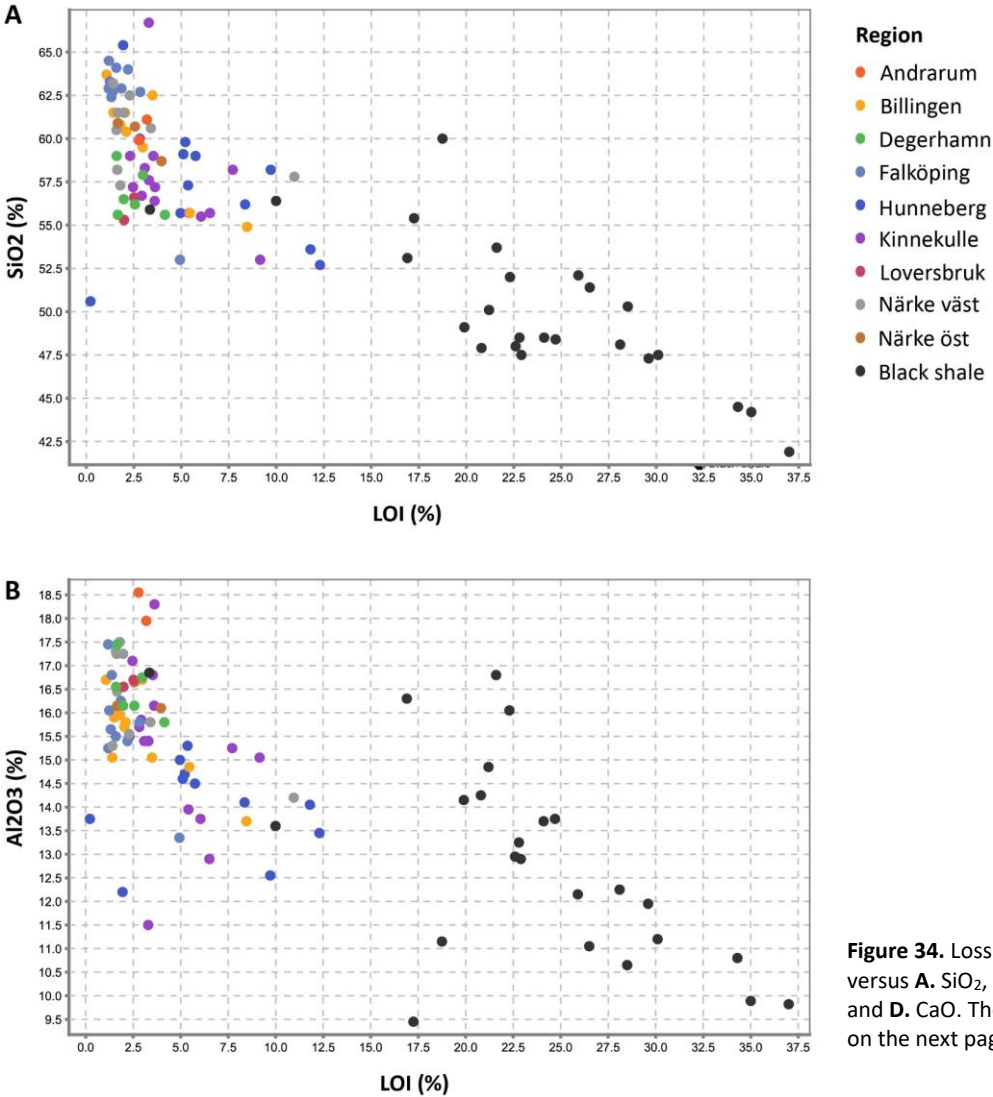 A
65.0
62.5
60.0
57.5
55.0
52.5
50.0
47.5
45.0
42.5
SiO2 (%)
0.0 2.5 5.0 7.5 10.0 12.5 15.0 17.5 20.0 22.5 25.0 27.5 30.0 32.5 35.0 37.5
LOI (%)
Region
Andrarum
Billingen
Degerhamn
Falköping
Hunneberg
Kinnekulle
Loversbruk
Närke väst
Närke öst
Black shale
B
18.5
18.0
17.5
17.0
16.5
16.0
15.5
15.0
14.5
14.0
13.5
13.0
12.5
12.0
11.5
11.0
10.5
10.0
9.5
Al2O3 (%)
0.0 2.5 5.0 7.5 10.0 12.5 15.0 17.5 20.0 22.5 25.0 27.5 30.0 32.5 35.0 37.5
LOI (%)
Figure 34. Loss
versus A. SiO₂,
and D. CaO. Th
on the next pag